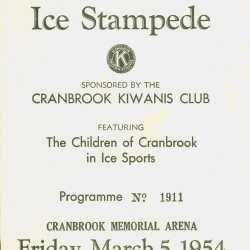 Ice Stampede
SPONSORED BY THE
CRANBROOK KIWANIS CLUB
FEATURING
The Children of Cranbrook
in Ice Sports
Programme Nº 1911
CRANBROOK MEMORIAL ARENA
Friday, March 5, 1954